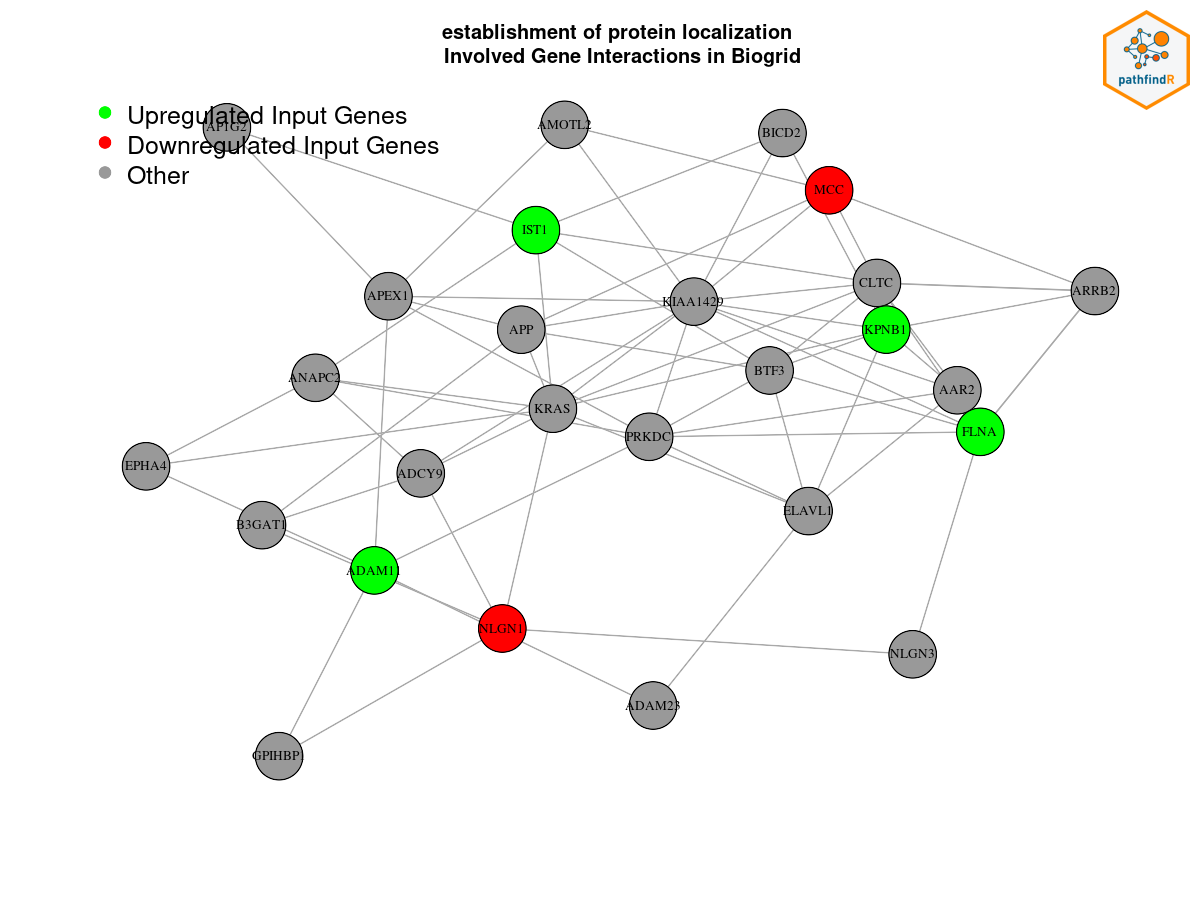 establishment of protein localization
Involved Gene Interactions in Biogrid
pathfindR
Upregulated Input Genes
Downregulated Input Genes
Other
AP1G2
AMOTL2
BICD2
MCC
IST1
CLTC
ARRB2
APEX1
KIAA1429
APP
KPNB1
BTF3
ANAPC2
AAR2
KRAS
PRKDC
FLNA
EPHA4
ADCY9
ELAVL1
B3GAT1
ADAM11
NLGN1
NLGN3
ADAM23
GPIHBP1